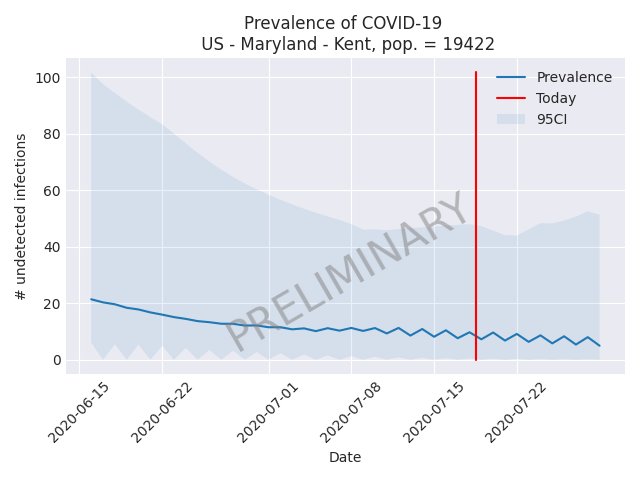 Prevalence of COVID-19
US - Maryland - Kent, pop. = 19422
# undetected infections
100
80
60
40
20
0
Prevalence
Today
95CI
PRELIMINARY
2020-06-15
2020-06-22
2020-07-01
2020-07-08
2020-07-15
2020-07-22
Date